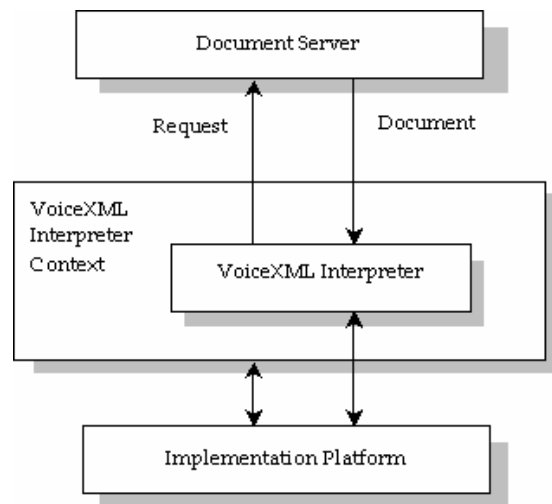 Document Server
Request
Document
VoiceXML
Interpreter
Context
VoiceXML Interpreter
Implementation Platform